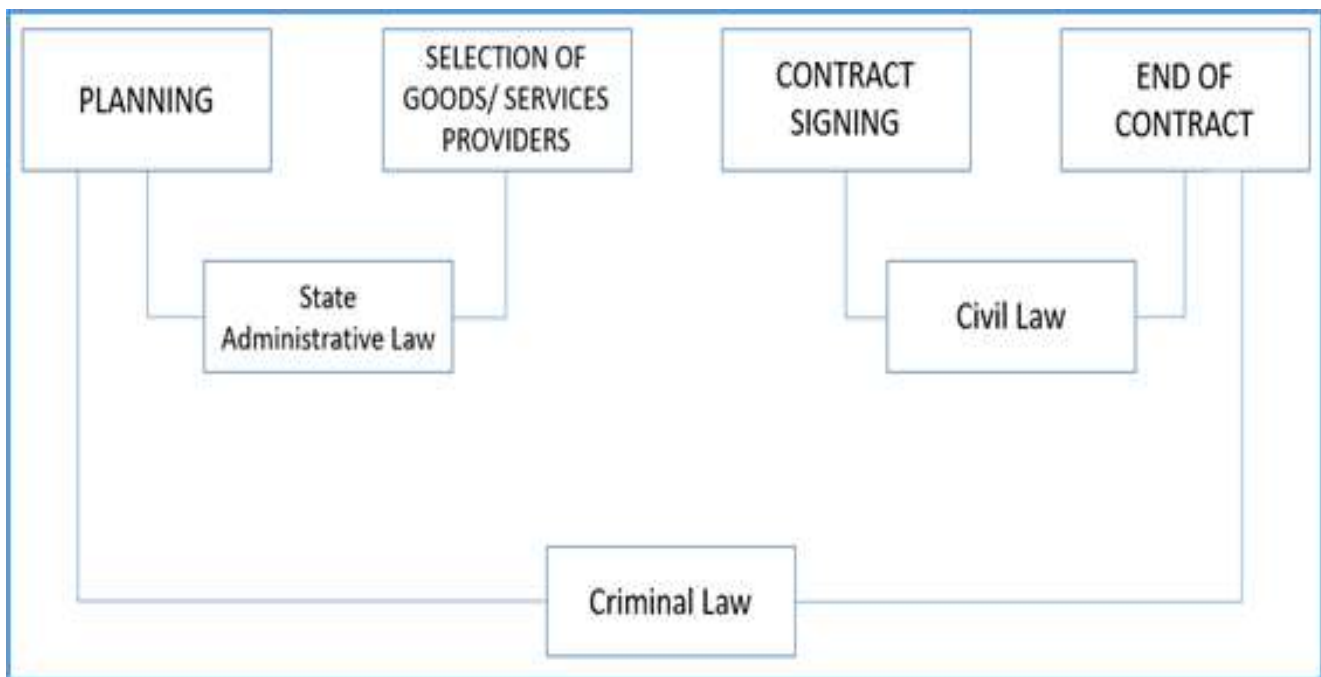 PLANNING
SELECTION OF
GOODS/ SERVICES
PROVIDERS
CONTRACT
SIGNING
END OF
CONTRACT
State
Administrative Law
Civil Law
Criminal Law